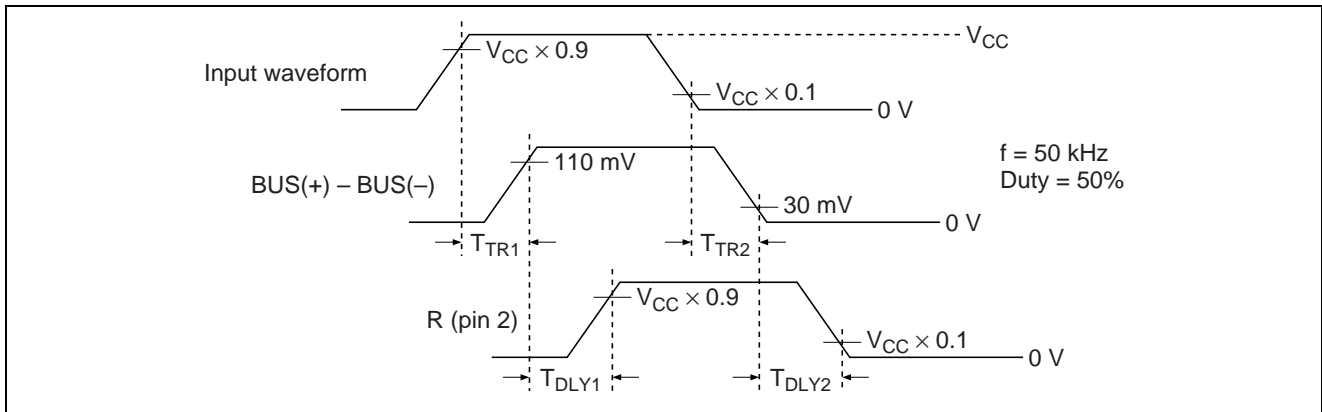 V_CC
V_CC × 0.9
Input waveform
V_CC × 0.1
0 V
f = 50 kHz
Duty = 50%
110 mV
BUS(+) – BUS(–)
30 mV
0 V
T_TR1
T_TR2
V_CC × 0.9
R (pin 2)
V_CC × 0.1
0 V
T_DLY1
T_DLY2